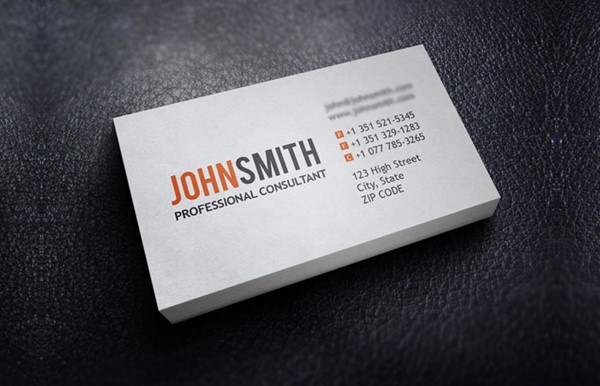 JOHNSMITH
PROFESSIONAL CONSULTANT
P +1 351 521-5345
F +1 351 329-1283
C +1 077 785-3265
123 High Street
City, State
ZIP CODE